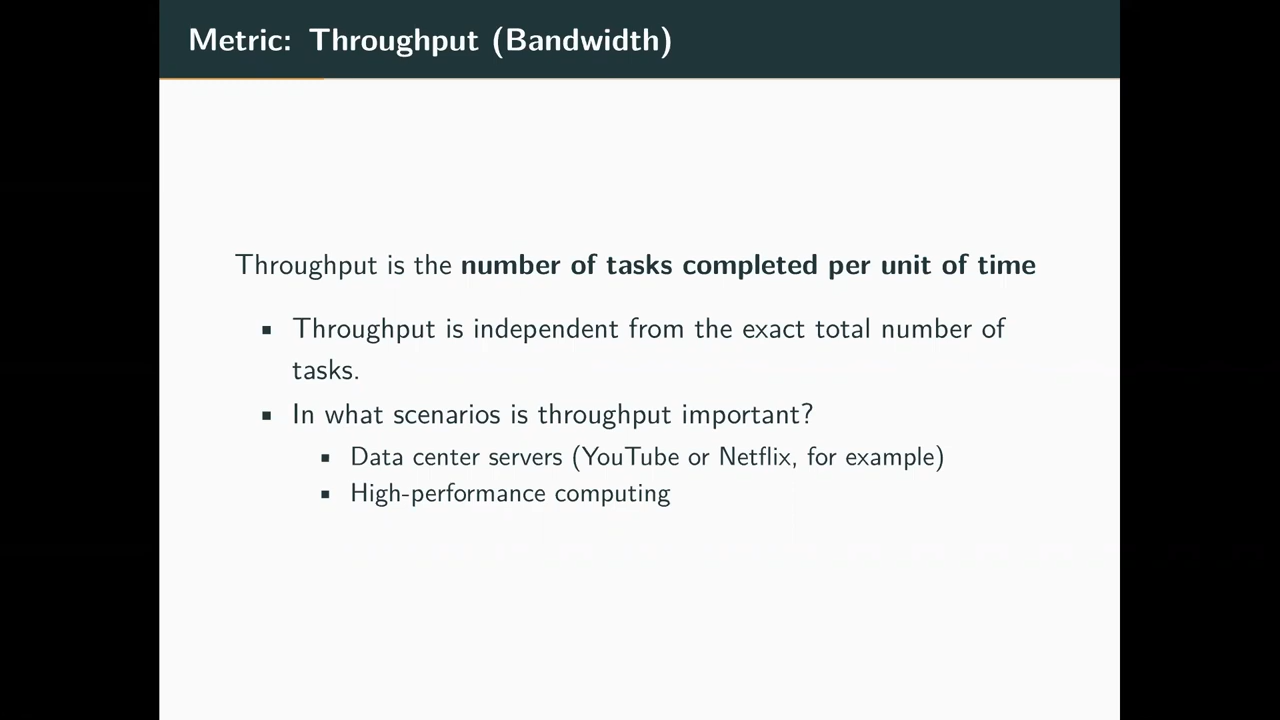 Metric: Throughput (Bandwidth)
Throughput is the number of tasks completed per unit of time
▪ Throughput is independent from the exact total number of
tasks.
▪ In what scenarios is throughput important?
▪ Data center servers (YouTube or Netflix, for example)
▪ High-performance computing